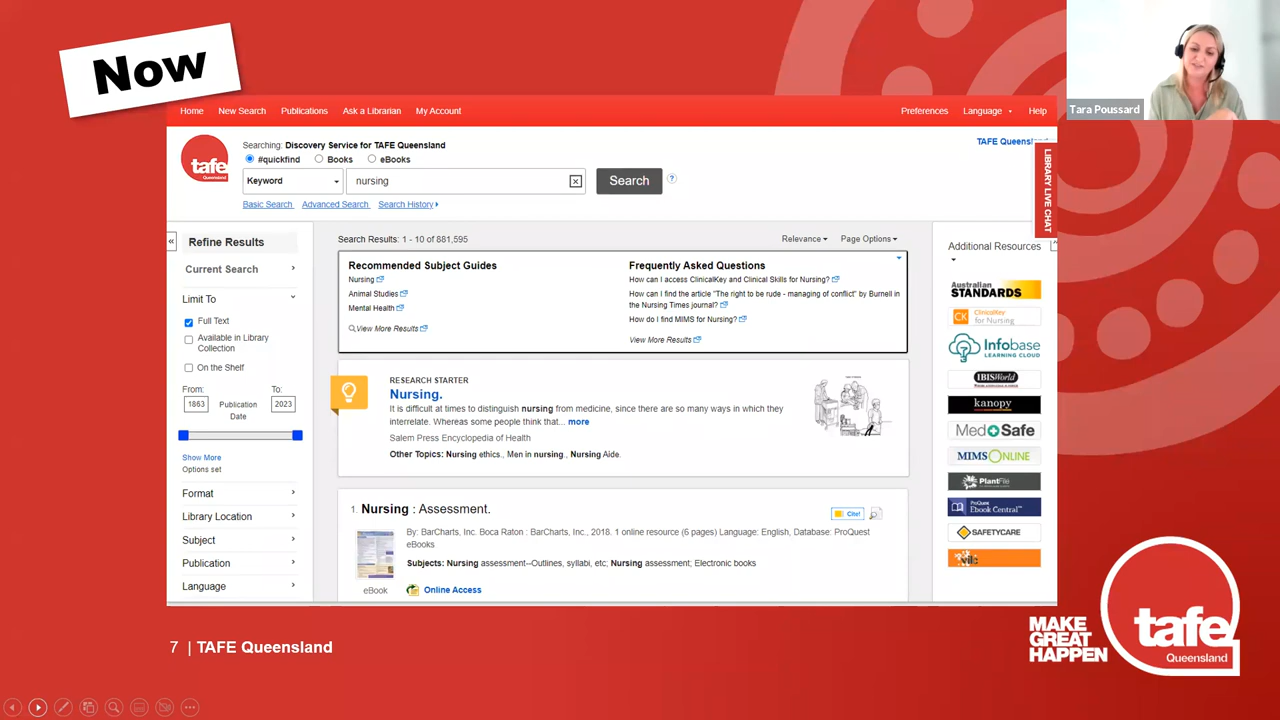 Now
Tara Poussard
Home New Search Publications Ask a Librarian My Account Preferences Language Help
tafe
Queensland
Searching: Discovery Service for TAFE Queensland
#quickfind Books eBooks
Keyword nursing Search ?
Basic Search Advanced Search Search History
TAFE Queensl
LIBRARY LIVE CHAT
«
Refine Results
Current Search
Limit To
Full Text
Available in Library
Collection
On the Shelf
From: To:
1863 Publication 2023
Date
Show More
Options set
Format
Library Location
Subject
Publication
Language
Search Results: 1 - 10 of 881,595 Relevance Page Options
Recommended Subject Guides
Nursing
Animal Studies
Mental Health
View More Results
Frequently Asked Questions
How can I access ClinicalKey and Clinical Skills for Nursing?
How can I find the article "The right to be rude - managing of conflict" by Burnell in
the Nursing Times journal?
How do I find MIMS for Nursing?
View More Results
RESEARCH STARTER
Nursing.
It is difficult at times to distinguish nursing from medicine, since there are so many ways in which they
interrelate. Whereas some people think that... more
Salem Press Encyclopedia of Health
Other Topics: Nursing ethics., Men in nursing., Nursing Aide.
1. Nursing : Assessment.
Cite!
By: BarCharts, Inc. Boca Raton : BarCharts, Inc., 2018. 1 online resource (6 pages) Language: English, Database: ProQuest
eBooks
Subjects: Nursing assessment--Outlines, syllabi, etc; Nursing assessment; Electronic books
eBook Online Access
Additional Resources
Australian
STANDARDS
CK ClinicalKey
for Nursing
Infobase
LEARNING CLOUD
IBISWorld
kanopy
MedSafe
MIMS ONLINE
PlantFile
ProQuest
Ebook Central™
SAFETYCARE
7 | TAFE Queensland
MAKE
GREAT
HAPPEN
tafe
Queensland